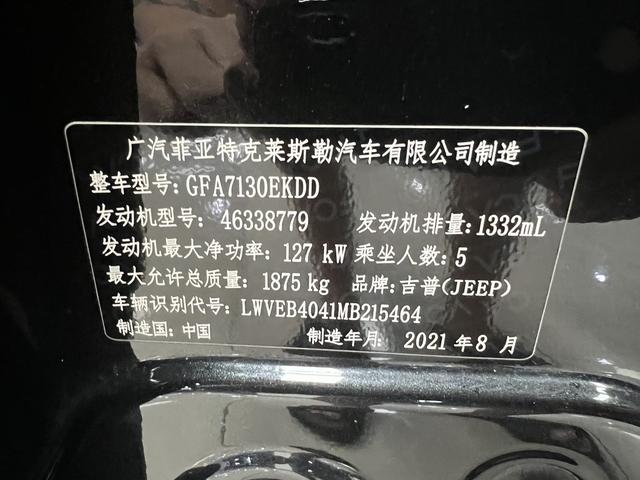 广汽菲亚特克莱斯勒汽车有限公司制造
整车型号:GFA7130EKDD
发动机型号:46338779 发动机排量:1332mL
发动机最大净功率:127 kW 乘坐人数:5
最大允许总质量:1875 kg 品牌:吉普(JEEP)
车辆识别代号:LWVEB4041MB215464
制造国:中国 制造年月:2021 年 8 月